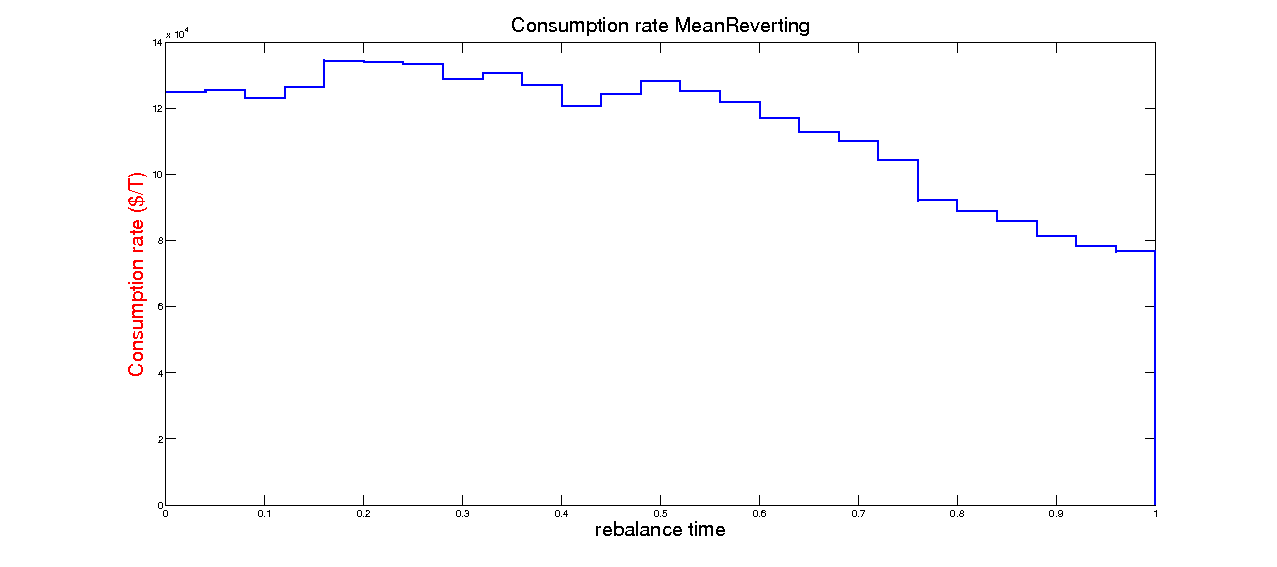 Consumption rate MeanReverting
x 10^4
14
12
10
8
6
4
2
0
Consumption rate ($/T)
0 0.1 0.2 0.3 0.4 0.5 0.6 0.7 0.8 0.9 1
rebalance time